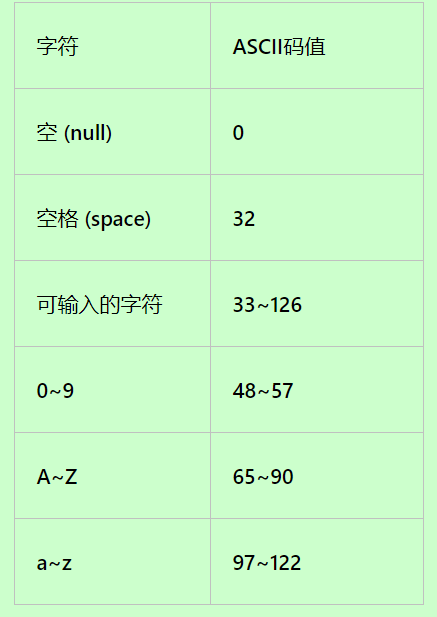 字符 ASCII码值
空 (null) 0
空格 (space) 32
可输入的字符 33~126
0~9 48~57
A~Z 65~90
a~z 97~122